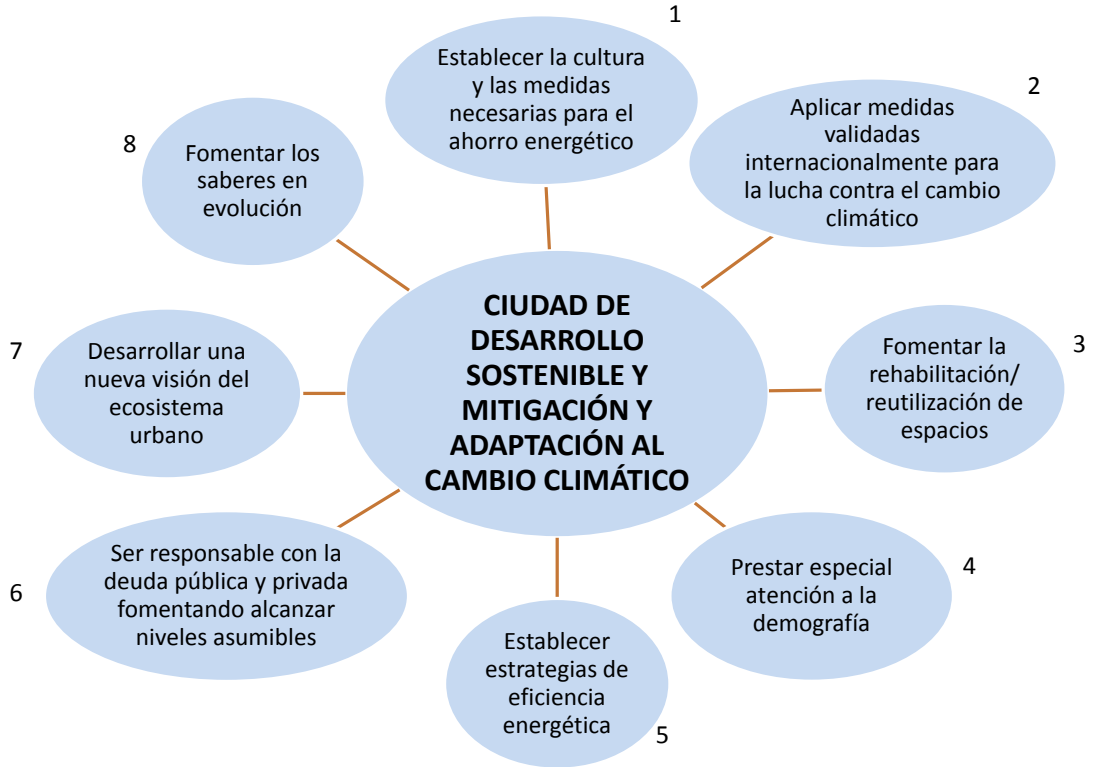 1
Establecer la cultura
y las medidas
necesarias para el
ahorro energético
2
Aplicar medidas
validadas
internacionalmente para
la lucha contra el cambio
climático
3
Fomentar la
rehabilitación/
reutilización de
espacios
4
Prestar especial
atención a la
demografía
5
Establecer
estrategias de
eficiencia
energética
6
Ser responsable con la
deuda pública y privada
fomentando alcanzar
niveles asumibles
7
Desarrollar una
nueva visión del
ecosistema
urbano
8
Fomentar los
saberes en
evolución
CIUDAD DE
DESARROLLO
SOSTENIBLE Y
MITIGACIÓN Y
ADAPTACIÓN AL
CAMBIO CLIMÁTICO